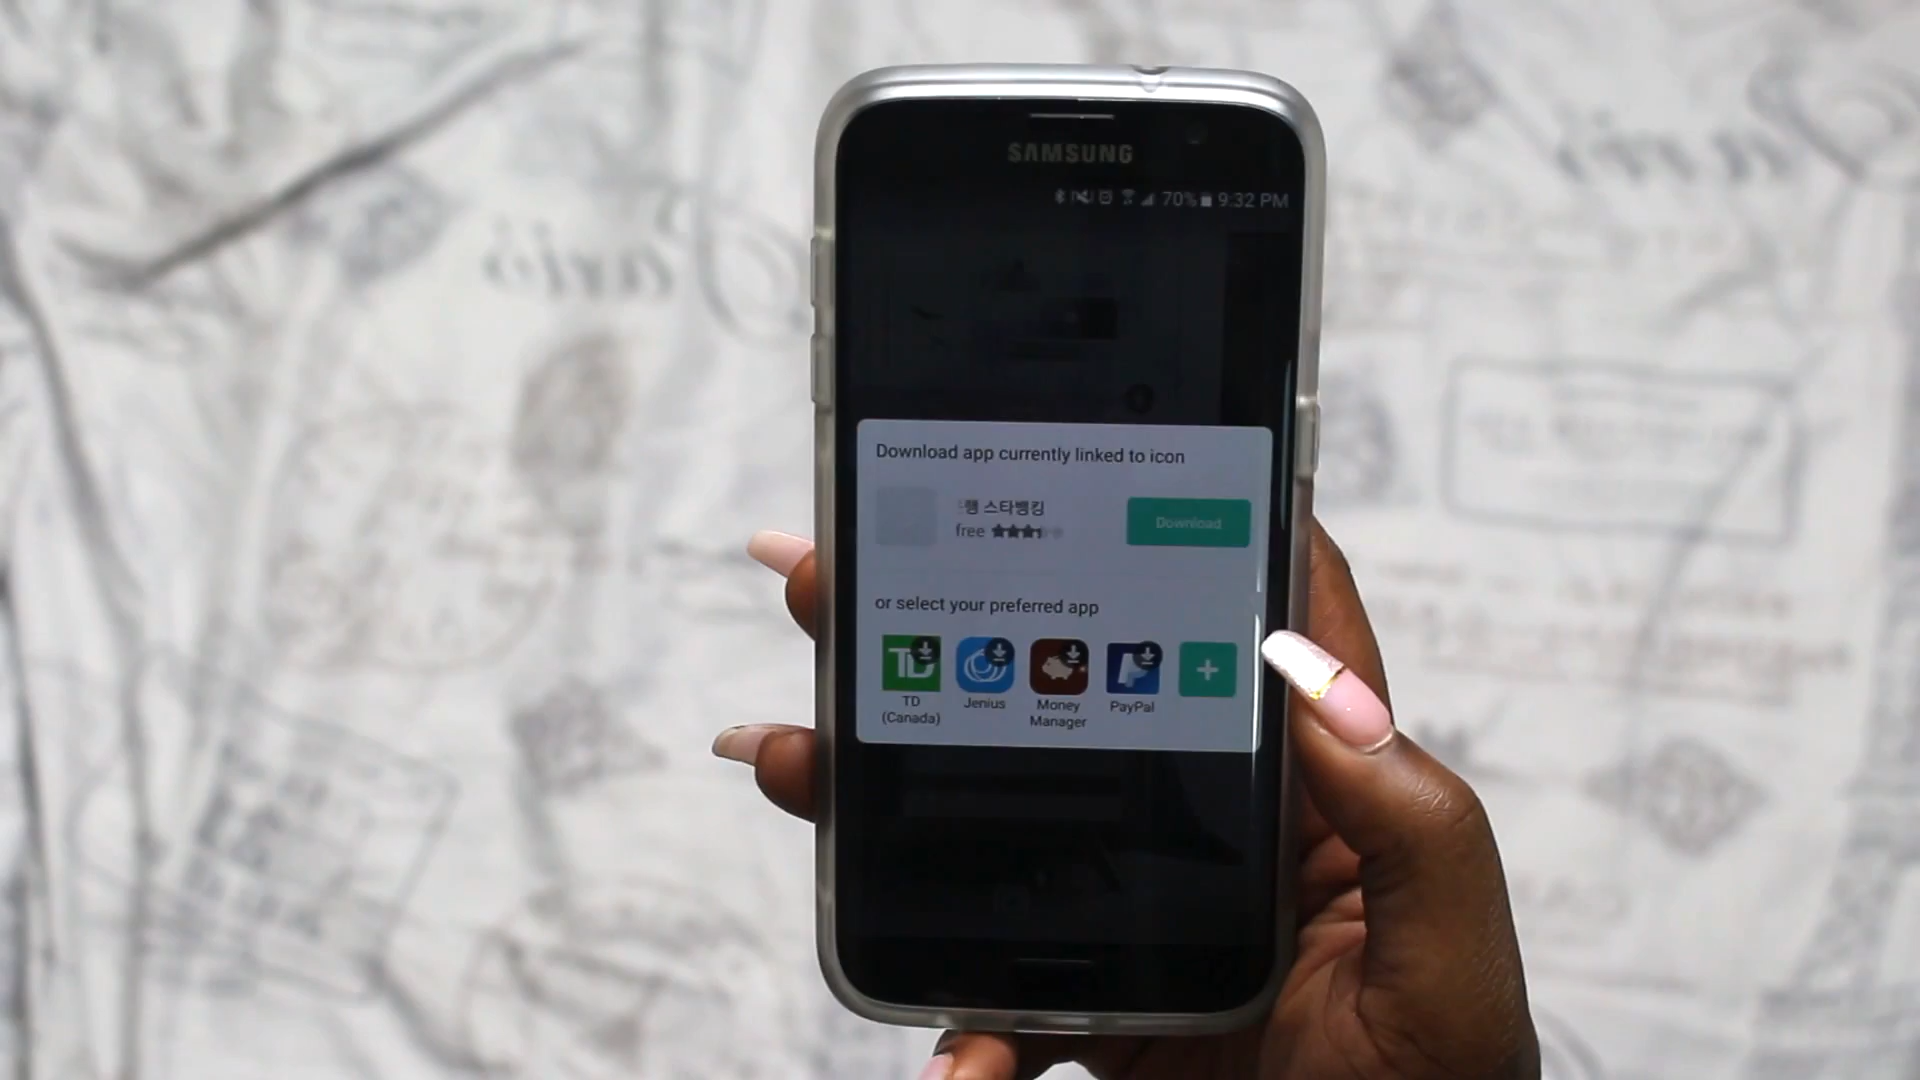 SAMSUNG
70% 9:32 PM
Download app currently linked to icon
행 스타뱅킹
free
Download
or select your preferred app
TD
(Canada)
Jenius
Money
Manager
PayPal